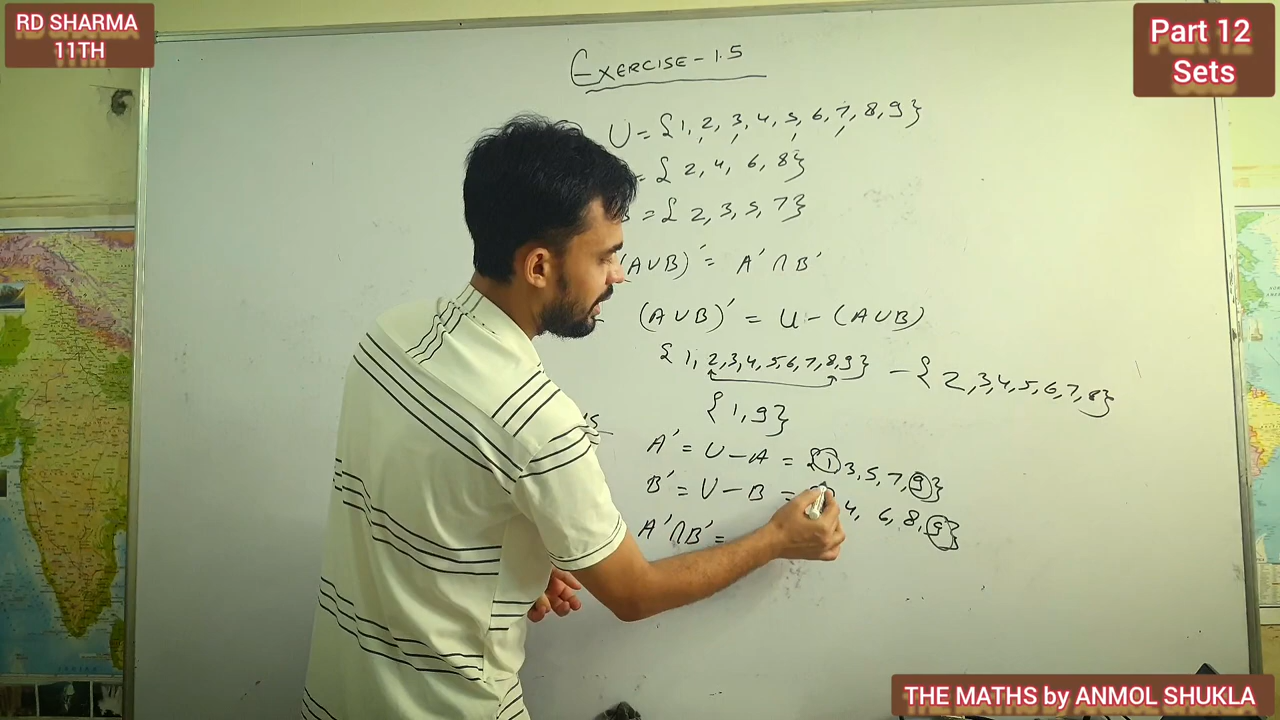 RD SHARMA
11TH
Part 12
Sets
EXERCISE-1.5
U = {1, 2, 3, 4, 5, 6, 7, 8, 9}
= { 2, 4, 6, 8}
= { 2, 3, 5, 7}
(A∪B)' = A' ∩ B'
(A∪B)' = U - (A∪B)
{ 1, 2,3,4,5,6,7,8,9} - { 2,3,4,5,6,7,8}
{ 1,9}
A' = U - A = {1 3, 5, 7, 9}
B' = U - B = 4, 6, 8, 9}
A'∩B' =
THE MATHS by ANMOL SHUKLA